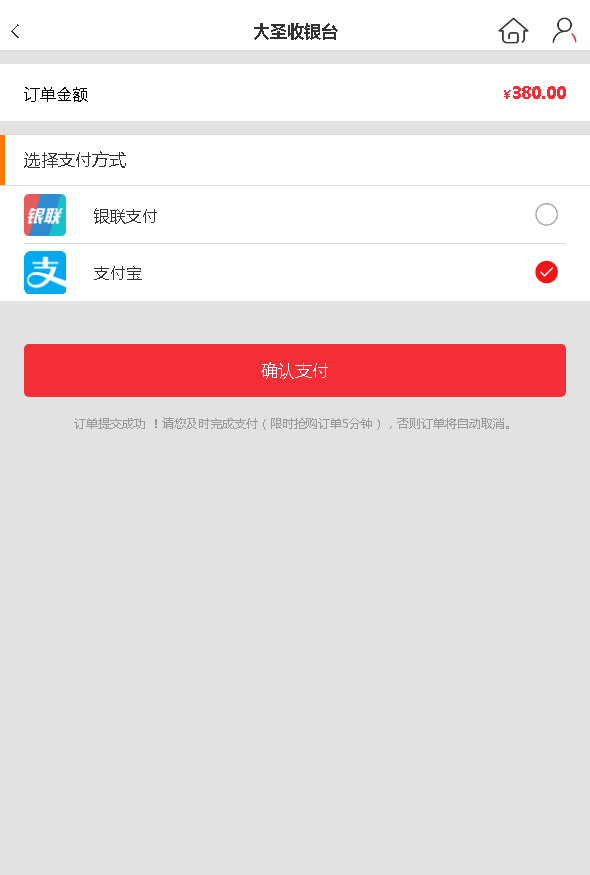 大圣收银台
订单金额 ¥380.00
选择支付方式
银联 银联支付
支 支付宝
确认支付
订单提交成功 ！请您及时完成支付（限时抢购订单5分钟），否则订单将自动取消。